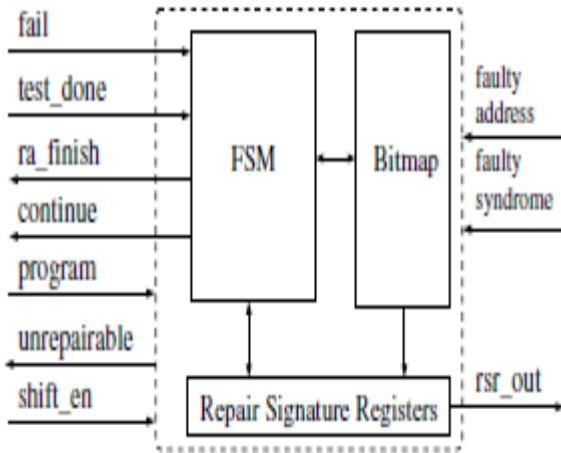 fail
test_done
ra_finish
continue
program
unrepairable
shift_en
FSM
Bitmap
faulty
address
faulty
syndrome
Repair Signature Registers
rsr_out